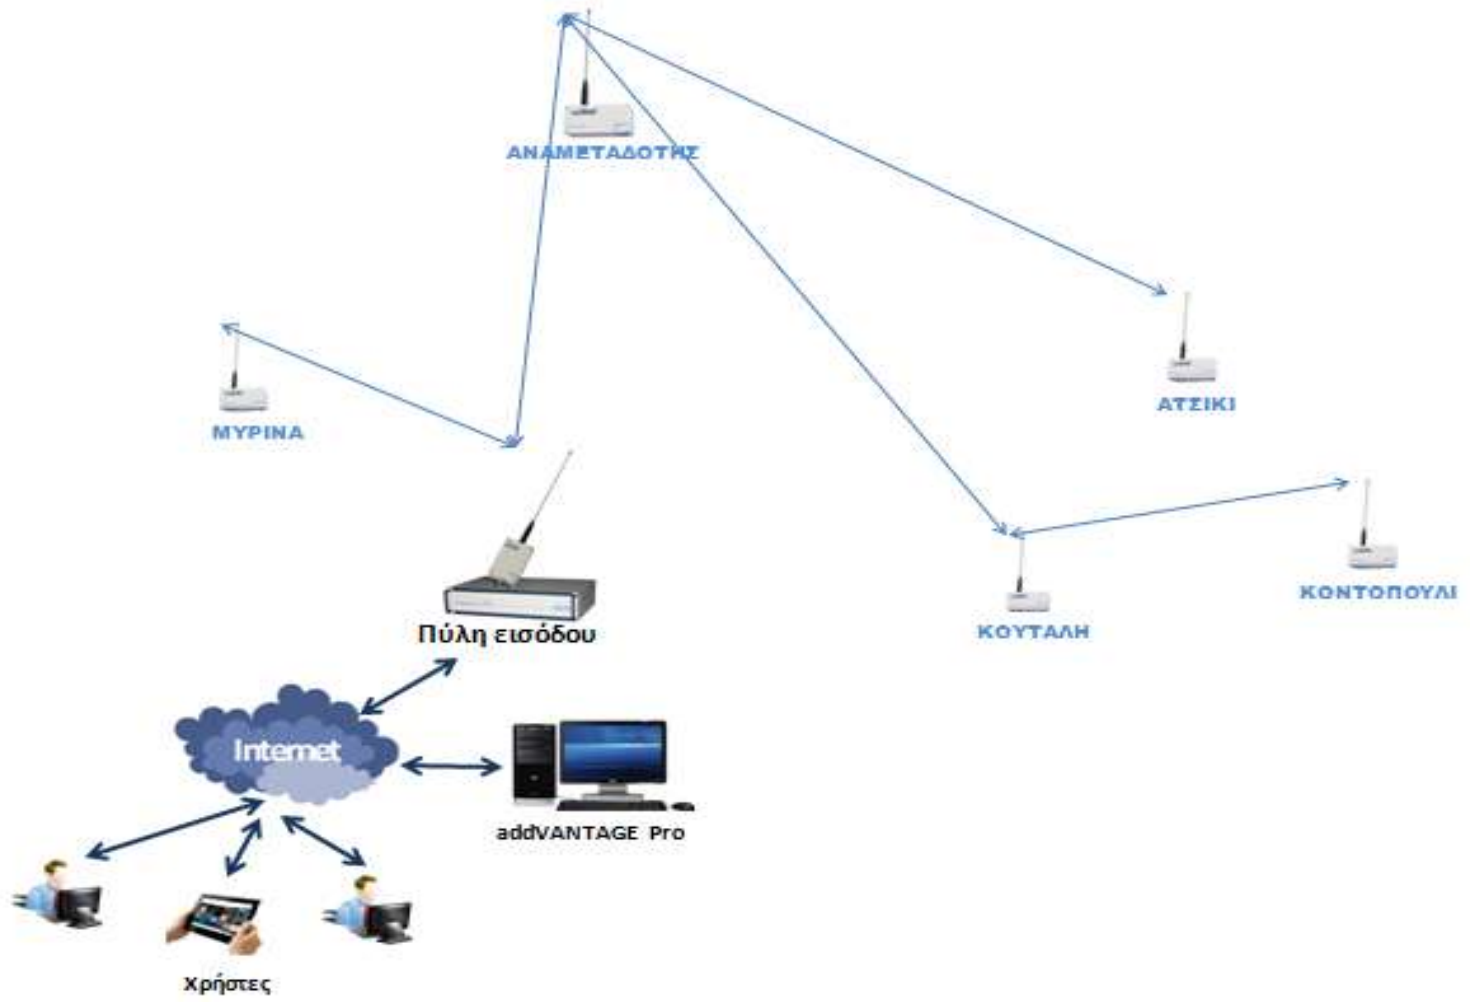 ΑΝΑΜΕΤΑΔΟΤΗΣ
ΑΤΣΙΚΙ
ΜΥΡΙΝΑ
ΚΟΝΤΟΠΟΥΛΙ
ΚΟΥΤΑΛΗ
Πύλη εισόδου
Internet
addVANTAGE Pro
Χρήστες